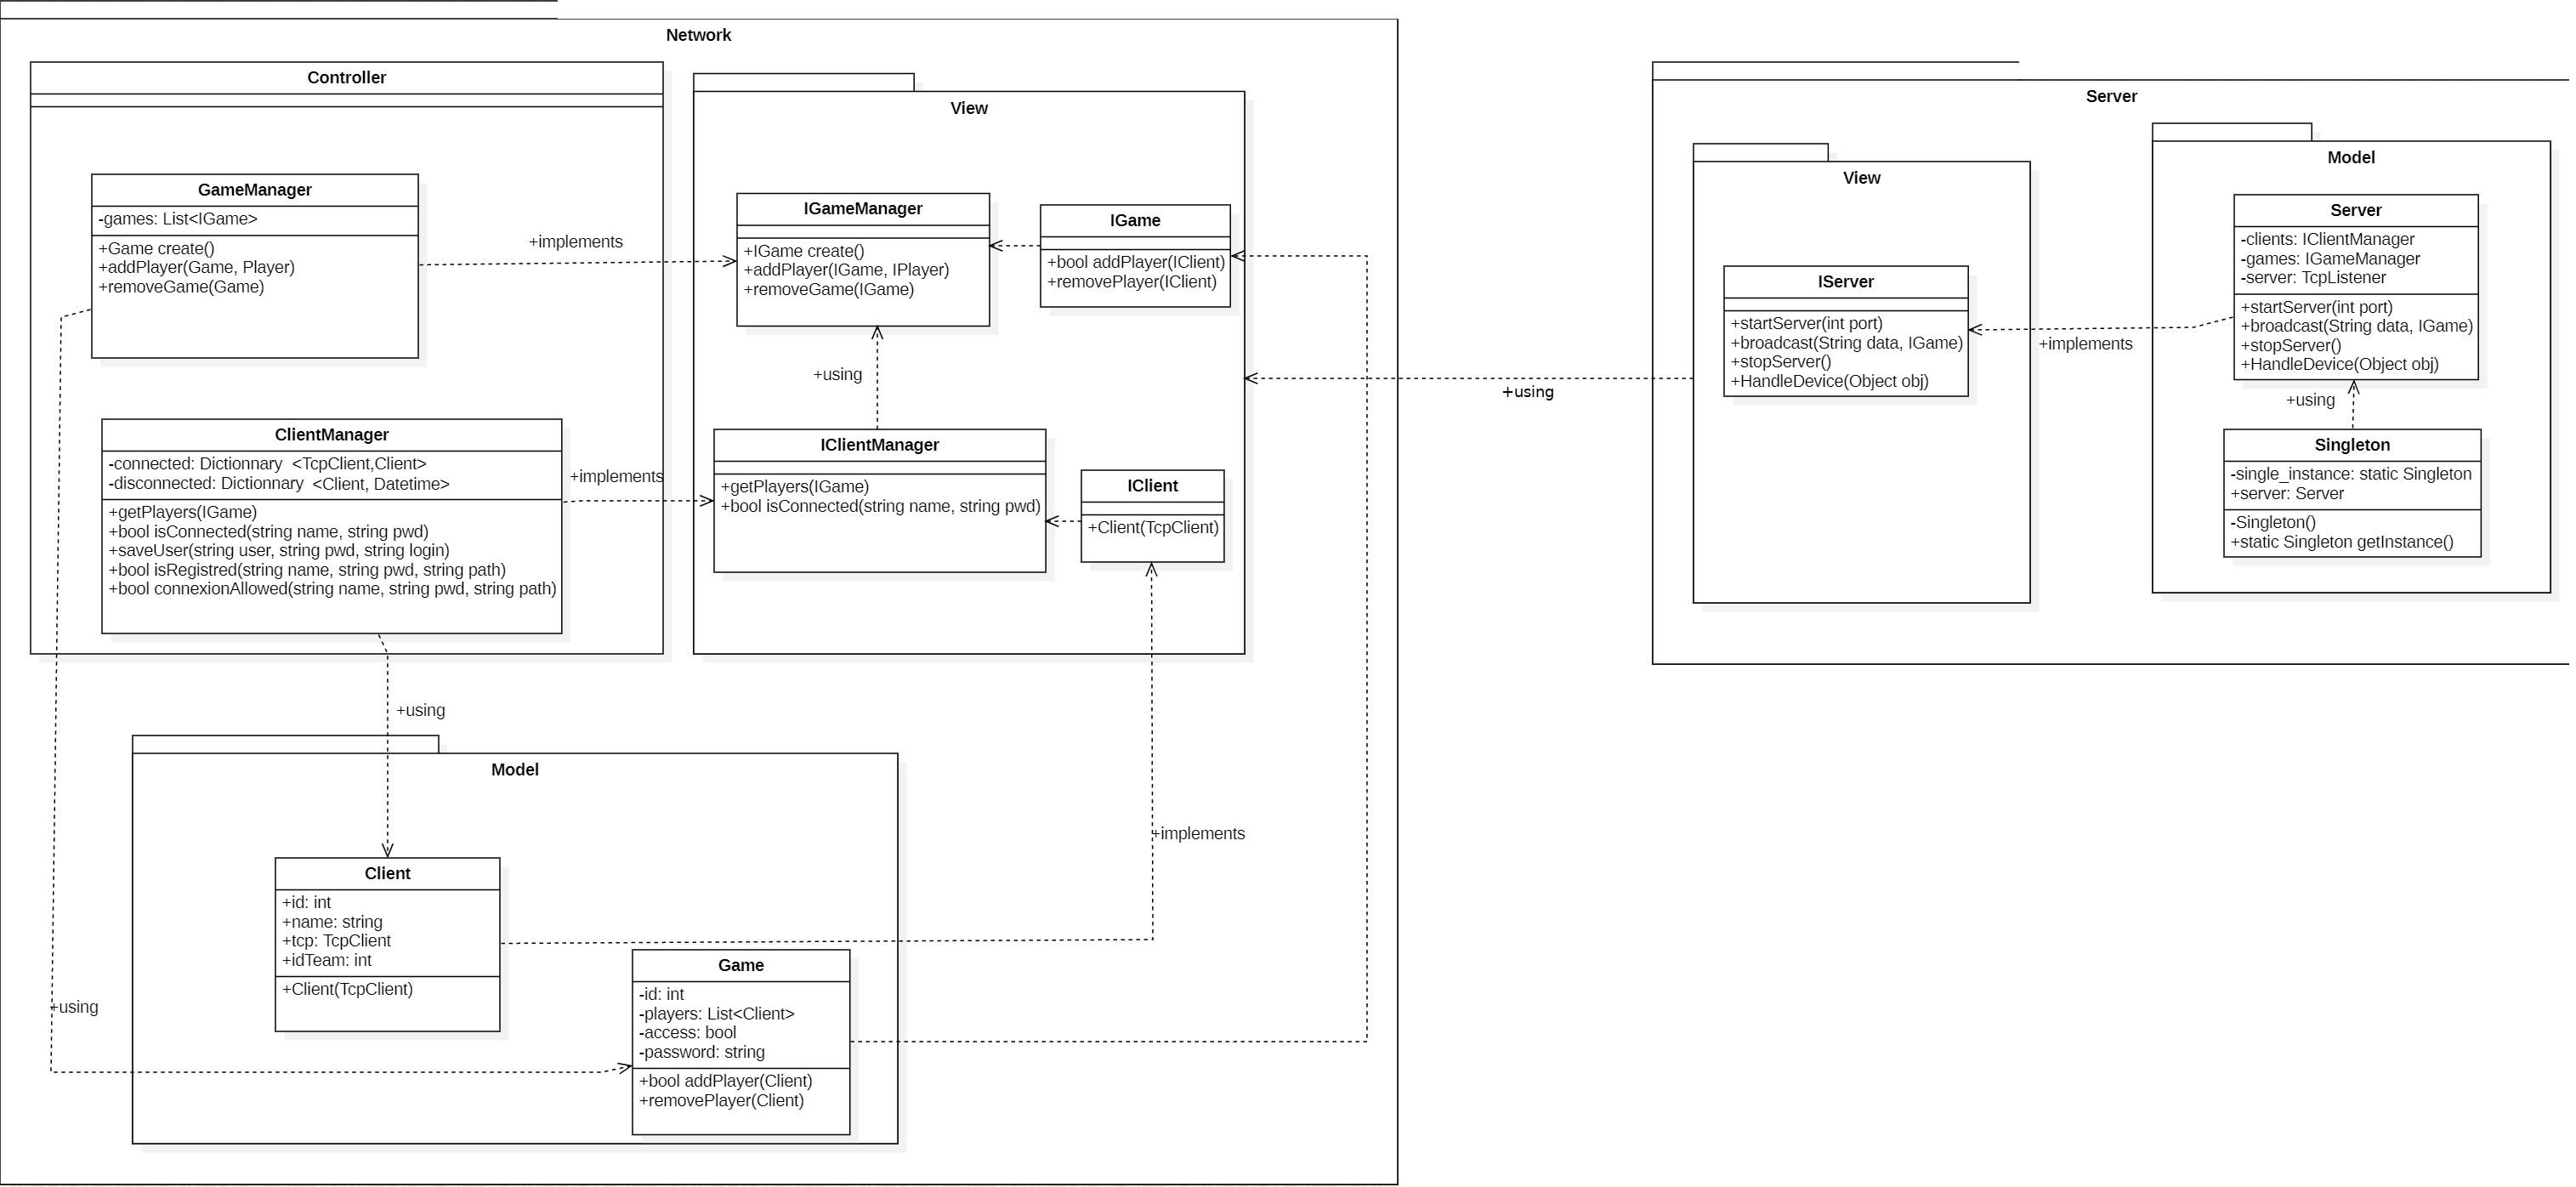 Network
Controller
GameManager
-games: List<IGame>
+Game create()
+addPlayer(Game, Player)
+removeGame(Game)
+implements
ClientManager
-connected: Dictionnary <TcpClient,Client>
-disconnected: Dictionnary <Client, Datetime>
+getPlayers(IGame)
+bool isConnected(string name, string pwd)
+saveUser(string user, string pwd, string login)
+bool isRegistred(string name, string pwd, string path)
+bool connexionAllowed(string name, string pwd, string path)
+implements
View
IGameManager
+IGame create()
+addPlayer(IGame, IPlayer)
+removeGame(IGame)
IGame
+bool addPlayer(IClient)
+removePlayer(IClient)
+using
IClientManager
+getPlayers(IGame)
+bool isConnected(string name, string pwd)
IClient
+Client(TcpClient)
+using
Model
Client
+id: int
+name: string
+tcp: TcpClient
+idTeam: int
+Client(TcpClient)
+implements
Game
-id: int
-players: List<Client>
-access: bool
-password: string
+bool addPlayer(Client)
+removePlayer(Client)
+using
+using
Server
View
IServer
+startServer(int port)
+broadcast(String data, IGame)
+stopServer()
+HandleDevice(Object obj)
+implements
Model
Server
-clients: IClientManager
-games: IGameManager
-server: TcpListener
+startServer(int port)
+broadcast(String data, IGame)
+stopServer()
+HandleDevice(Object obj)
+using
Singleton
-single_instance: static Singleton
+server: Server
-Singleton()
+static Singleton getInstance()